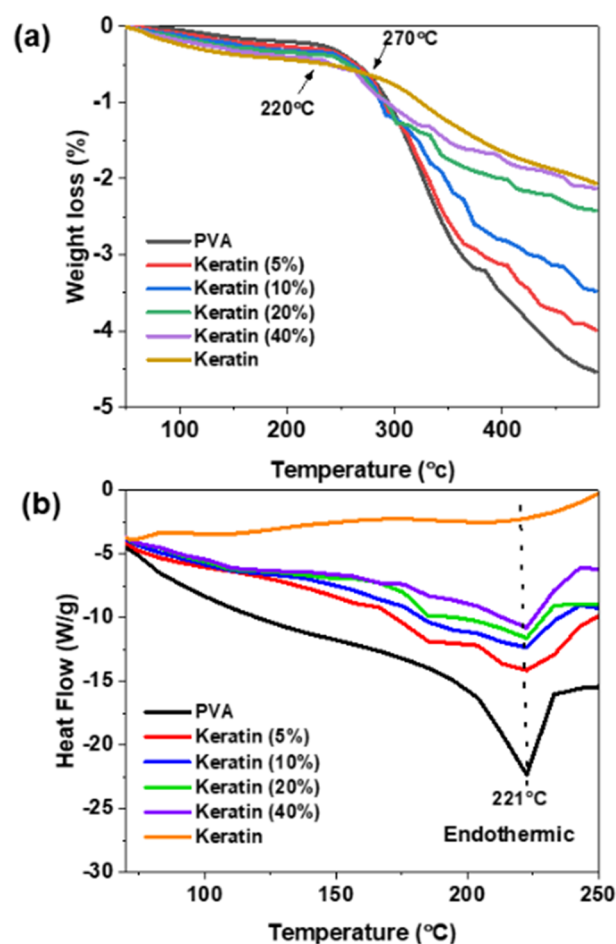 (a)
0
-1
-2
-3
-4
-5
Weight loss (%)
270°C
220°C
PVA
Keratin (5%)
Keratin (10%)
Keratin (20%)
Keratin (40%)
Keratin
100 200 300 400
Temperature (°c)
(b)
0
-5
-10
-15
-20
-25
-30
Heat Flow (W/g)
PVA
Keratin (5%)
Keratin (10%)
Keratin (20%)
Keratin (40%)
Keratin
221°C
Endothermic
100 150 200 250
Temperature (°C)